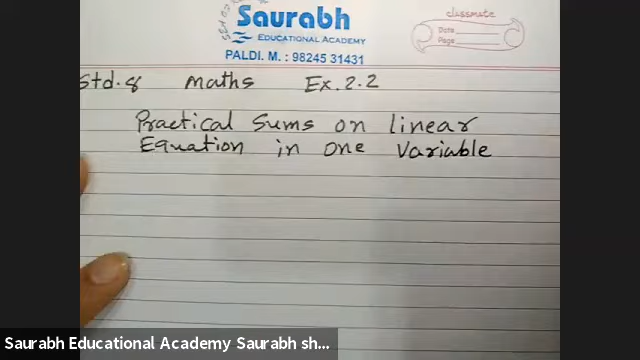 Saurabh
EDUCATIONAL ACADEMY
PALDI. M. : 98245 31431
classmate
Date
Page
Std.8 Maths Ex.2.2
Practical Sums on linear
Equation in one Variable
Saurabh Educational Academy Saurabh sh...